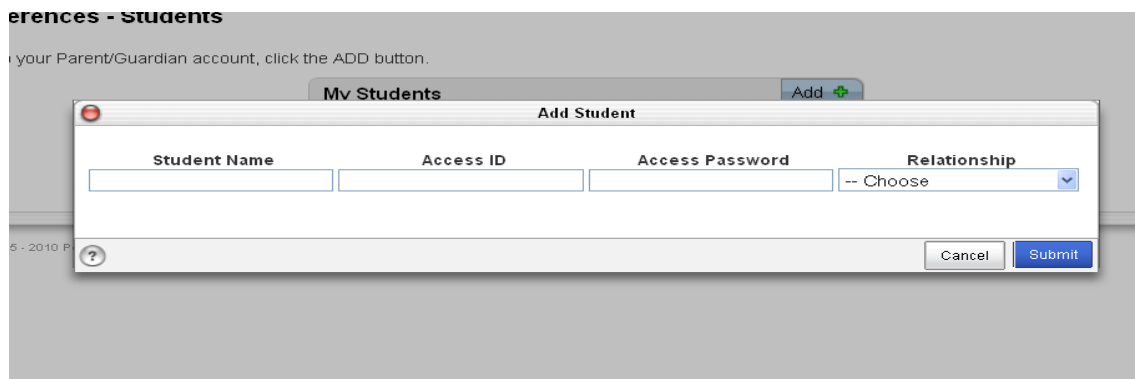 erences - Students
your Parent/Guardian account, click the ADD button.
My Students
Add
Add Student
Student Name Access ID Access Password Relationship
-- Choose
5 - 2010 P
?
Cancel Submit